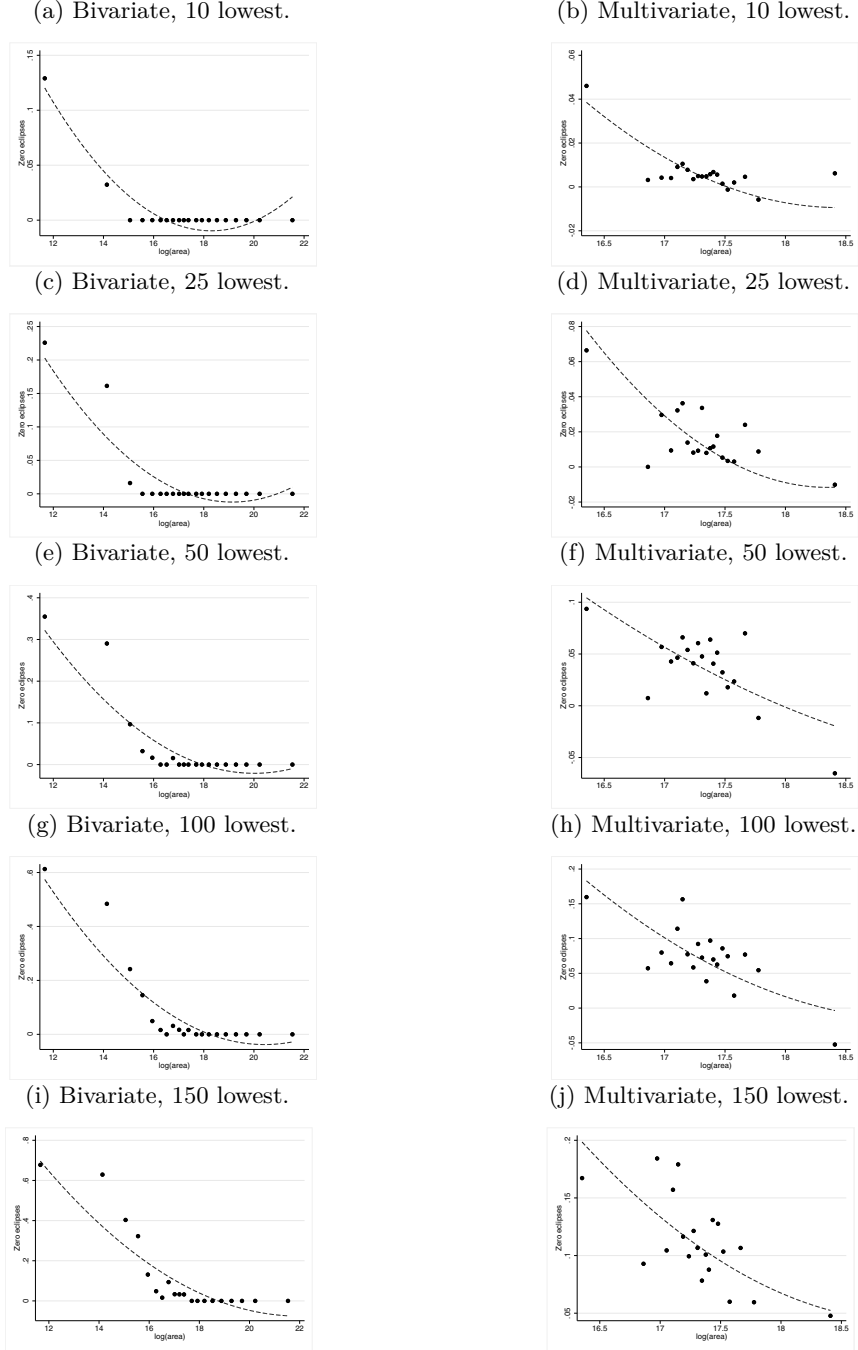 (a) Bivariate, 10 lowest.
(b) Multivariate, 10 lowest.
Zero eclipses
0 .05 .1 .15
12 14 16 18 20 22
log(area)
Zero eclipses
-.02 0 .02 .04 .06
16.5 17 17.5 18 18.5
log(area)
(c) Bivariate, 25 lowest.
(d) Multivariate, 25 lowest.
Zero eclipses
0 .05 .1 .15 .2 .25
12 14 16 18 20 22
log(area)
Zero eclipses
-.02 0 .02 .04 .06 .08
16.5 17 17.5 18 18.5
log(area)
(e) Bivariate, 50 lowest.
(f) Multivariate, 50 lowest.
Zero eclipses
0 .1 .2 .3 .4
12 14 16 18 20 22
log(area)
Zero eclipses
-.05 0 .05 .1
16.5 17 17.5 18 18.5
log(area)
(g) Bivariate, 100 lowest.
(h) Multivariate, 100 lowest.
Zero eclipses
0 .2 .4 .6
12 14 16 18 20 22
log(area)
Zero eclipses
-.05 0 .05 .1 .15 .2
16.5 17 17.5 18 18.5
log(area)
(i) Bivariate, 150 lowest.
(j) Multivariate, 150 lowest.
Zero eclipses
0 .2 .4 .6 .8
12 14 16 18 20 22
log(area)
Zero eclipses
.05 .1 .15 .2
16.5 17 17.5 18 18.5
log(area)